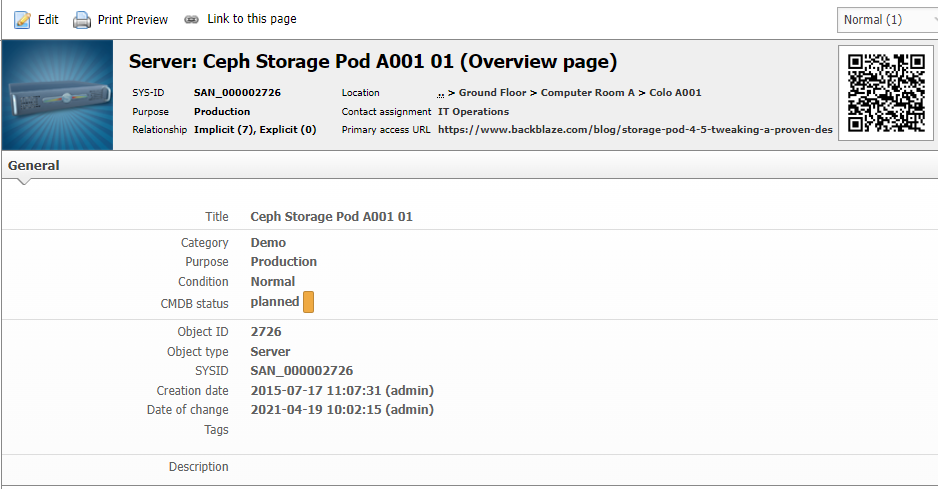 Edit Print Preview Link to this page Normal (1)
Server: Ceph Storage Pod A001 01 (Overview page)
SYS-ID SAN_000002726 Location .. > Ground Floor > Computer Room A > Colo A001
Purpose Production Contact assignment IT Operations
Relationship Implicit (7), Explicit (0) Primary access URL https://www.backblaze.com/blog/storage-pod-4-5-tweaking-a-proven-des
General
Title Ceph Storage Pod A001 01
Category Demo
Purpose Production
Condition Normal
CMDB status planned
Object ID 2726
Object type Server
SYSID SAN_000002726
Creation date 2015-07-17 11:07:31 (admin)
Date of change 2021-04-19 10:02:15 (admin)
Tags
Description